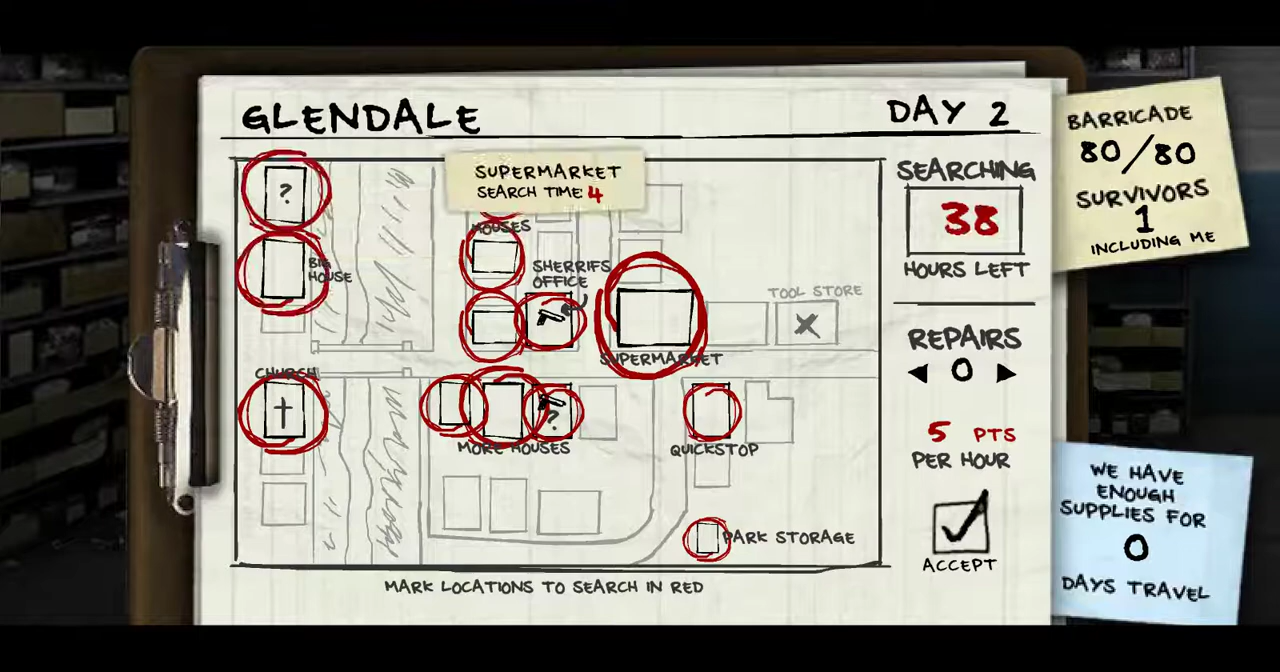 GLENDALE
DAY 2
BARRICADE
80/80
SURVIVORS
1
INCLUDING ME
SUPERMARKET
SEARCH TIME: 4
SEARCHING
38
HOURS LEFT
?
HOUSES
BIG
HOUSE
SHERRIFS
OFFICE
TOOL STORE
SUPERMARKET
CHURCH
?
MORE HOUSES
QUICKSTOP
PARK STORAGE
REPAIRS
0
5 PTS
PER HOUR
ACCEPT
WE HAVE
ENOUGH
SUPPLIES FOR
0
DAYS TRAVEL
MARK LOCATIONS TO SEARCH IN RED